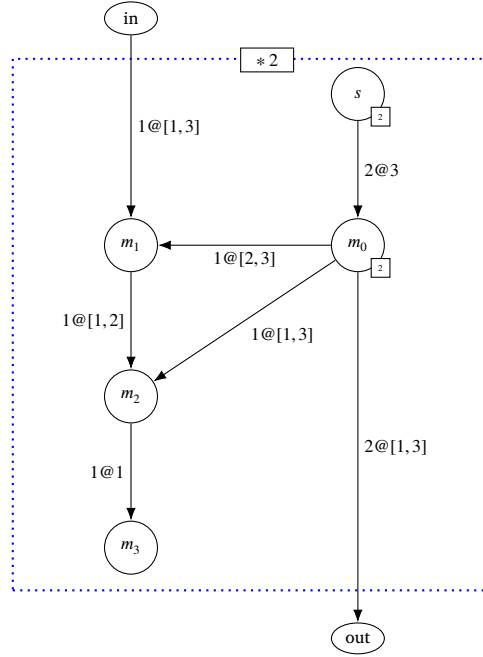 in
∗2
s
2
1@[1,3]
2@3
m₁
m₀
2
1@[2,3]
1@[1,2]
1@[1,3]
m₂
2@[1,3]
1@1
m₃
out